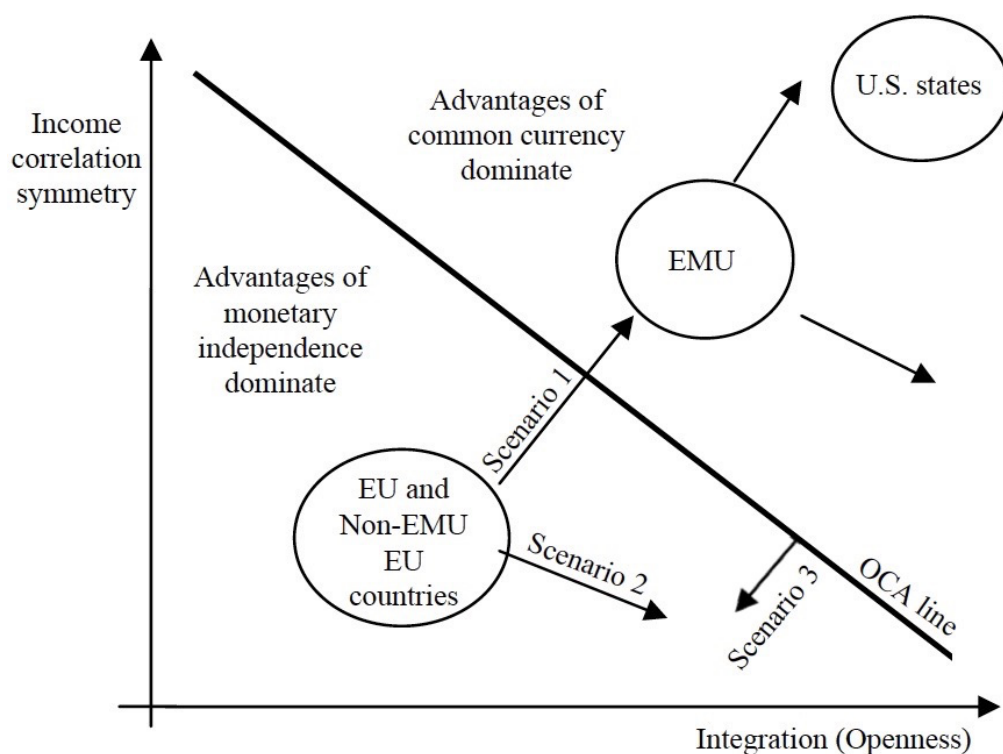 Income
correlation
symmetry
Advantages of
common currency
dominate
U.S. states
EMU
Advantages of
monetary
independence
dominate
Scenario 1
EU and
Non-EMU
EU
countries
Scenario 2
Scenario 3
OCA line
Integration (Openness)